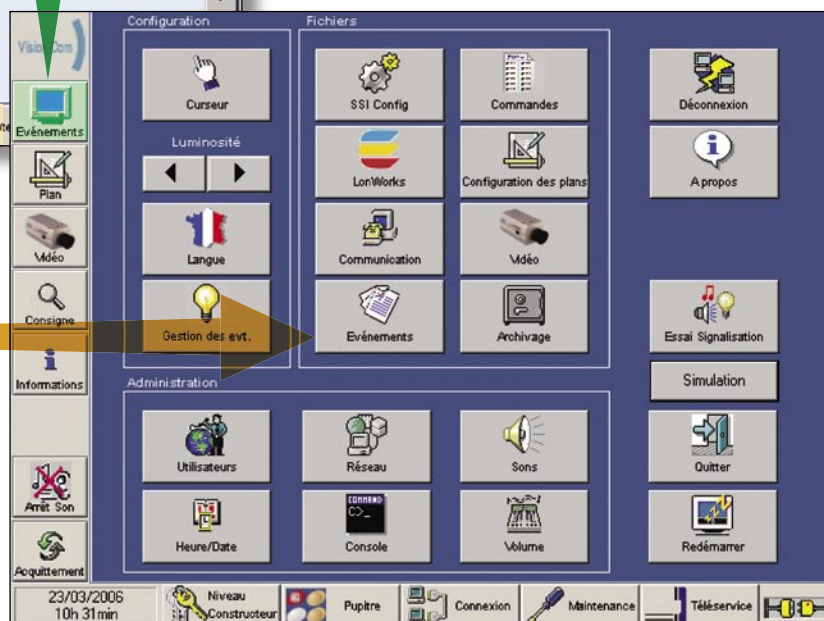 Configuration
Fichiers
VisionCom
Curseur
SSI Config
Commandes
Déconnexion
Evénements
Luminosité
LonWorks
Configuration des plans
A propos
Plan
Langue
Communication
Vidéo
Vidéo
Gestion des evt.
Evénements
Archivage
Essai Signalisation
Consigne
Informations
Administration
Simulation
Utilisateurs
Réseau
Sons
Quitter
Arrêt Son
COMMAND
C>_
Heure/Date
Console
Volume
Redémarrer
Acquittement
23/03/2006
10h 31min
Niveau
Constructeur
Pupitre
Connexion
Maintenance
Téléservice